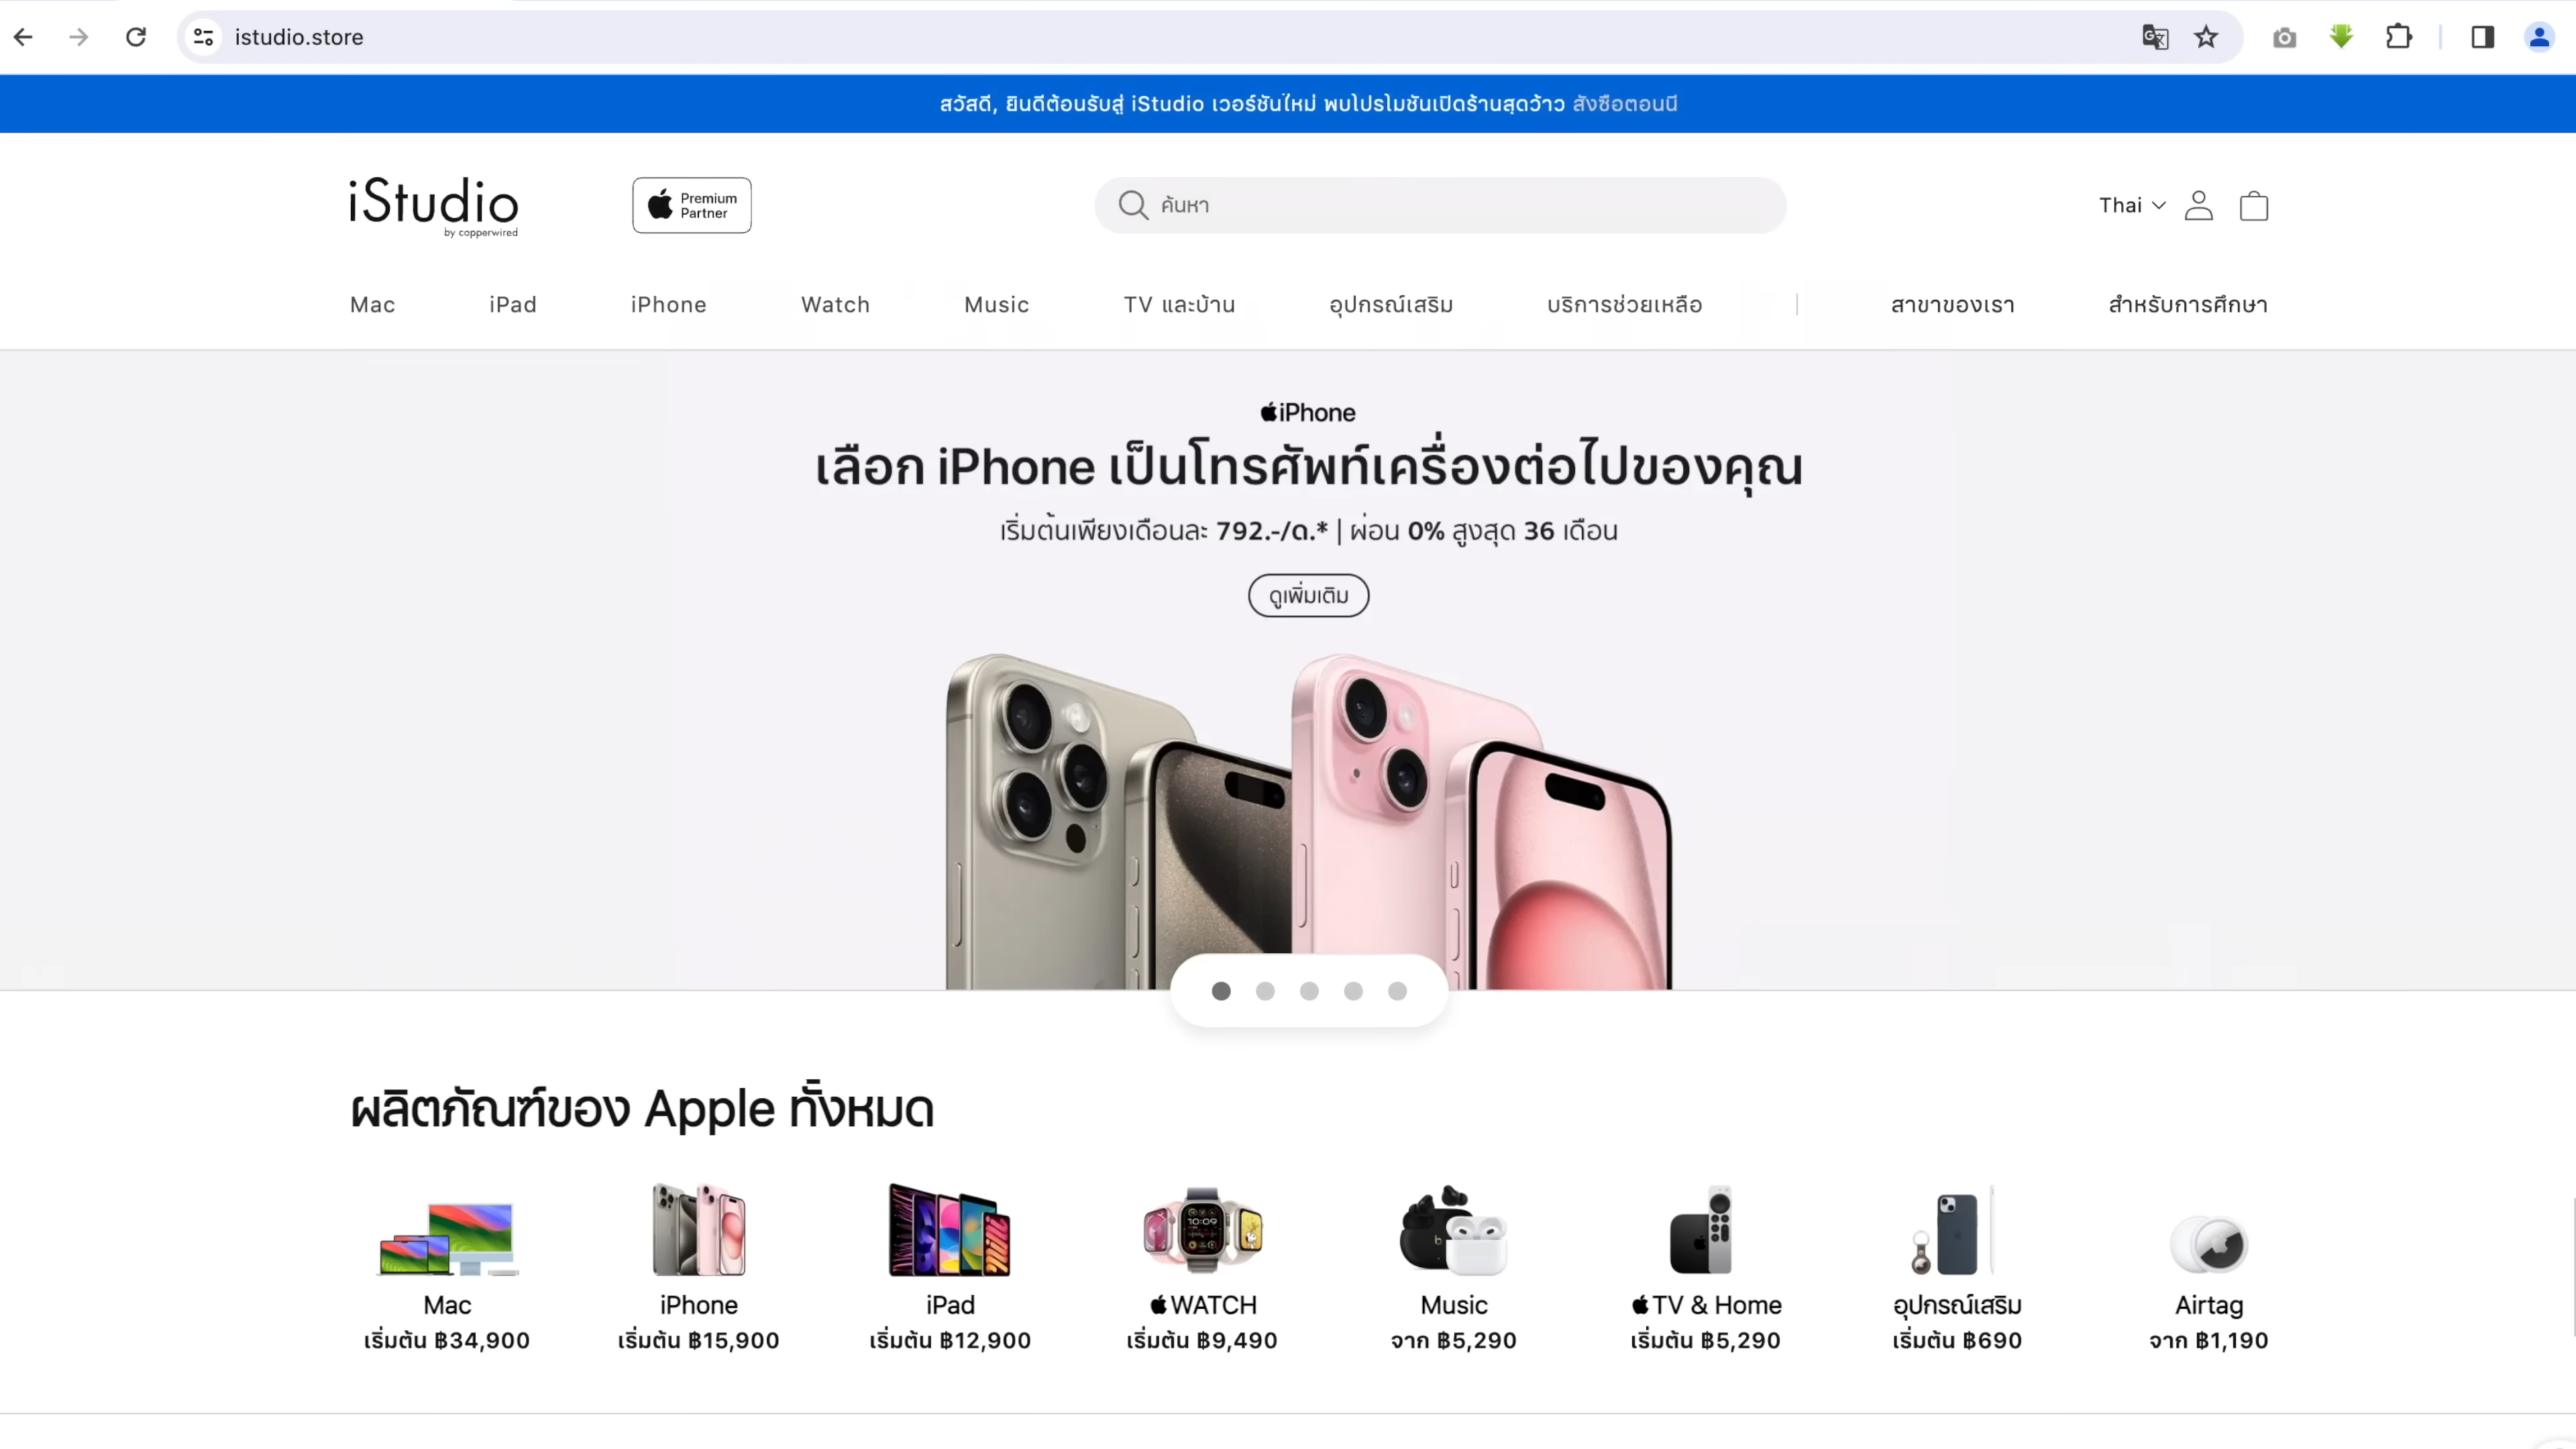 istudio.store
สวัสดี, ยินดีต้อนรับสู่ iStudio เวอร์ชันใหม่ พบโปรโมชันเปิดร้านสุดว้าว สั่งซื้อตอนนี้
iStudio
by copperwired
Premium
Partner
ค้นหา
Thai
Mac
iPad
iPhone
Watch
Music
TV และบ้าน
อุปกรณ์เสริม
บริการช่วยเหลือ
สาขาของเรา
สำหรับการศึกษา
iPhone
เลือก iPhone เป็นโทรศัพท์เครื่องต่อไปของคุณ
เริ่มต้นเพียงเดือนละ 792.-/ด.* | ผ่อน 0% สูงสุด 36 เดือน
ดูเพิ่มเติม
ผลิตภัณฑ์ของ Apple ทั้งหมด
10:09
Mac
เริ่มต้น ฿34,900
iPhone
เริ่มต้น ฿15,900
iPad
เริ่มต้น ฿12,900
WATCH
เริ่มต้น ฿9,490
Music
จาก ฿5,290
TV & Home
เริ่มต้น ฿5,290
อุปกรณ์เสริม
เริ่มต้น ฿690
Airtag
จาก ฿1,190